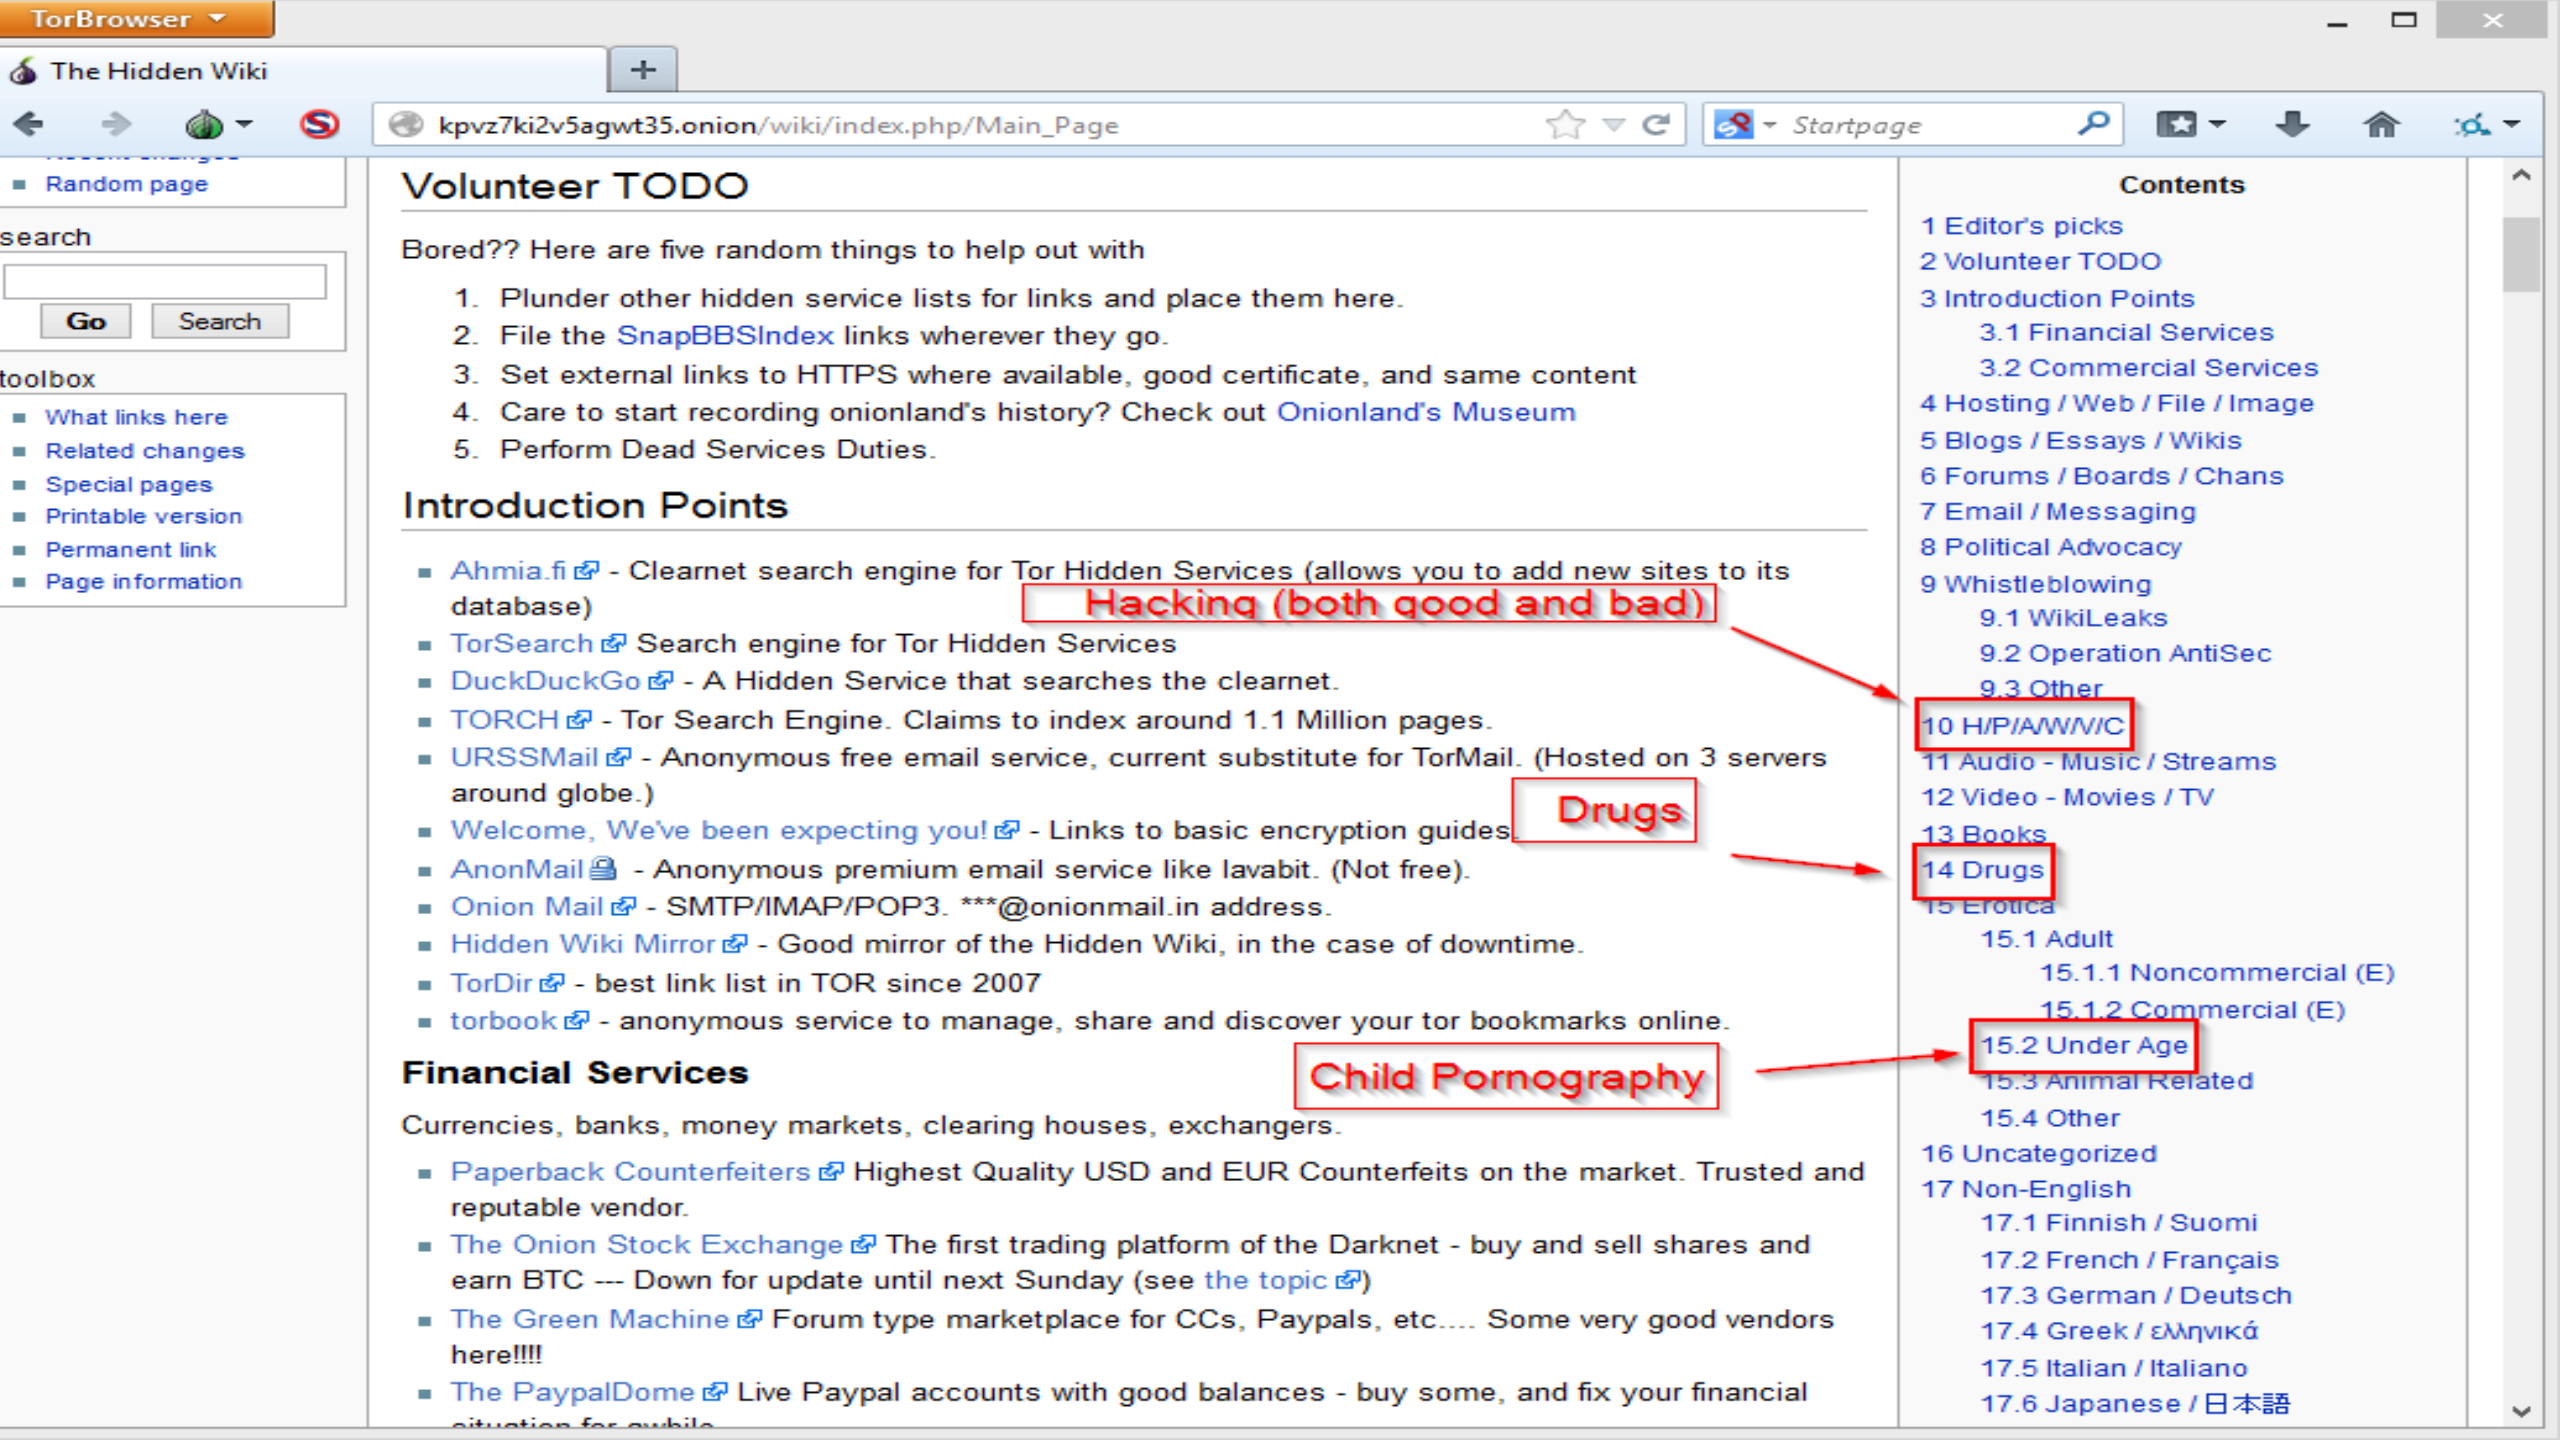 TorBrowser
The Hidden Wiki
kpvz7ki2v5agwt35.onion/wiki/index.php/Main_Page
Startpage
Random page
search
Go Search
toolbox
What links here
Related changes
Special pages
Printable version
Permanent link
Page information
Volunteer TODO
Bored?? Here are five random things to help out with
1. Plunder other hidden service lists for links and place them here.
2. File the SnapBBSIndex links wherever they go.
3. Set external links to HTTPS where available, good certificate, and same content
4. Care to start recording onionland's history? Check out Onionland's Museum
5. Perform Dead Services Duties.
Introduction Points
Ahmia.fi - Clearnet search engine for Tor Hidden Services (allows you to add new sites to its
database)
Hacking (both good and bad)
TorSearch Search engine for Tor Hidden Services
DuckDuckGo - A Hidden Service that searches the clearnet.
TORCH - Tor Search Engine. Claims to index around 1.1 Million pages.
URSSMail - Anonymous free email service, current substitute for TorMail. (Hosted on 3 servers
around globe.)
Drugs
Welcome, We've been expecting you! - Links to basic encryption guides.
AnonMail - Anonymous premium email service like lavabit. (Not free).
Onion Mail - SMTP/IMAP/POP3. ***@onionmail.in address.
Hidden Wiki Mirror - Good mirror of the Hidden Wiki, in the case of downtime.
TorDir - best link list in TOR since 2007
torbook - anonymous service to manage, share and discover your tor bookmarks online.
Child Pornography
Financial Services
Currencies, banks, money markets, clearing houses, exchangers.
Paperback Counterfeiters Highest Quality USD and EUR Counterfeits on the market. Trusted and
reputable vendor.
The Onion Stock Exchange The first trading platform of the Darknet - buy and sell shares and
earn BTC --- Down for update until next Sunday (see the topic)
The Green Machine Forum type marketplace for CCs, Paypals, etc.... Some very good vendors
here!!!!
The PaypalDome Live Paypal accounts with good balances - buy some, and fix your financial
situation for awhile
Contents
1 Editor's picks
2 Volunteer TODO
3 Introduction Points
3.1 Financial Services
3.2 Commercial Services
4 Hosting / Web / File / Image
5 Blogs / Essays / Wikis
6 Forums / Boards / Chans
7 Email / Messaging
8 Political Advocacy
9 Whistleblowing
9.1 WikiLeaks
9.2 Operation AntiSec
9.3 Other
10 H/P/A/W/V/C
11 Audio - Music / Streams
12 Video - Movies / TV
13 Books
14 Drugs
15 Erotica
15.1 Adult
15.1.1 Noncommercial (E)
15.1.2 Commercial (E)
15.2 Under Age
15.3 Animal Related
15.4 Other
16 Uncategorized
17 Non-English
17.1 Finnish / Suomi
17.2 French / Français
17.3 German / Deutsch
17.4 Greek / ελληνικά
17.5 Italian / Italiano
17.6 Japanese / 日本語